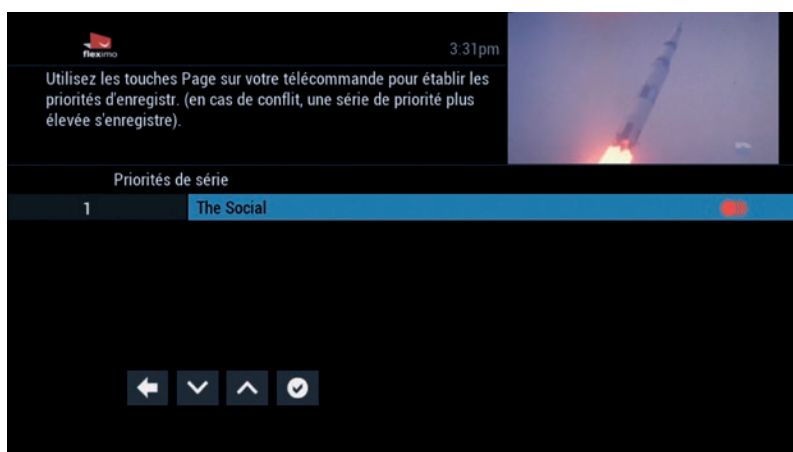 fleximo
3:31pm
Utilisez les touches Page sur votre télécommande pour établir les
priorités d'enregistr. (en cas de conflit, une série de priorité plus
élevée s'enregistre).
Priorités de série
1 The Social